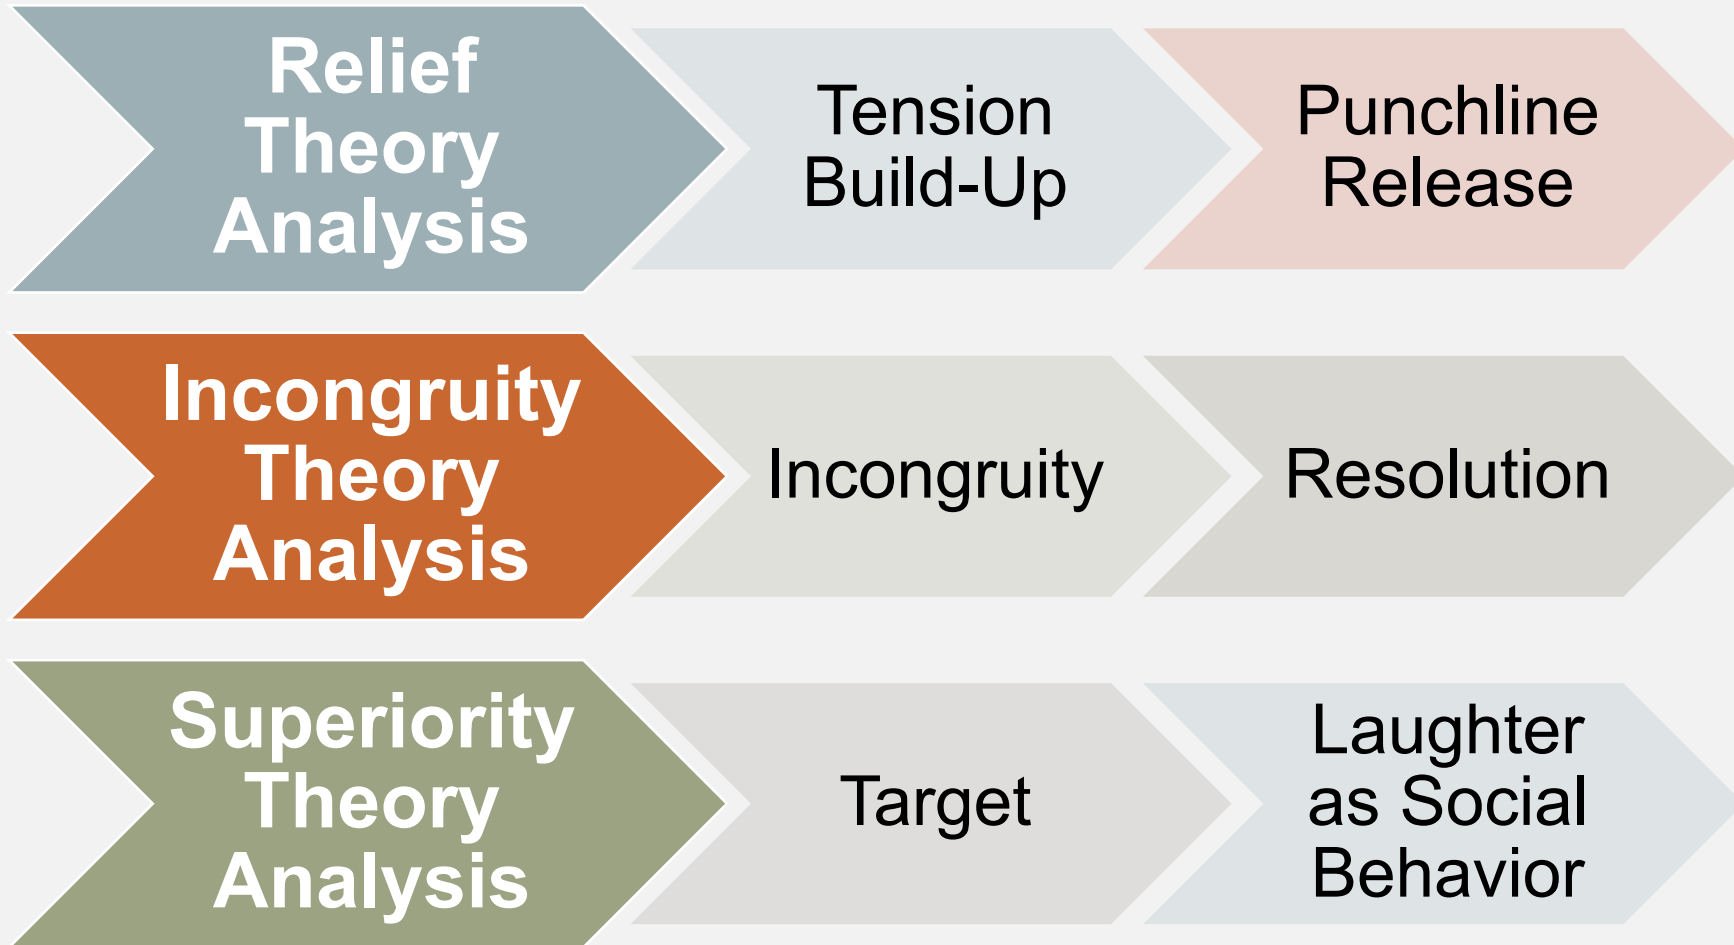 Relief
Theory
Analysis
Tension
Build-Up
Punchline
Release
Incongruity
Theory
Analysis
Incongruity
Resolution
Superiority
Theory
Analysis
Target
Laughter
as Social
Behavior